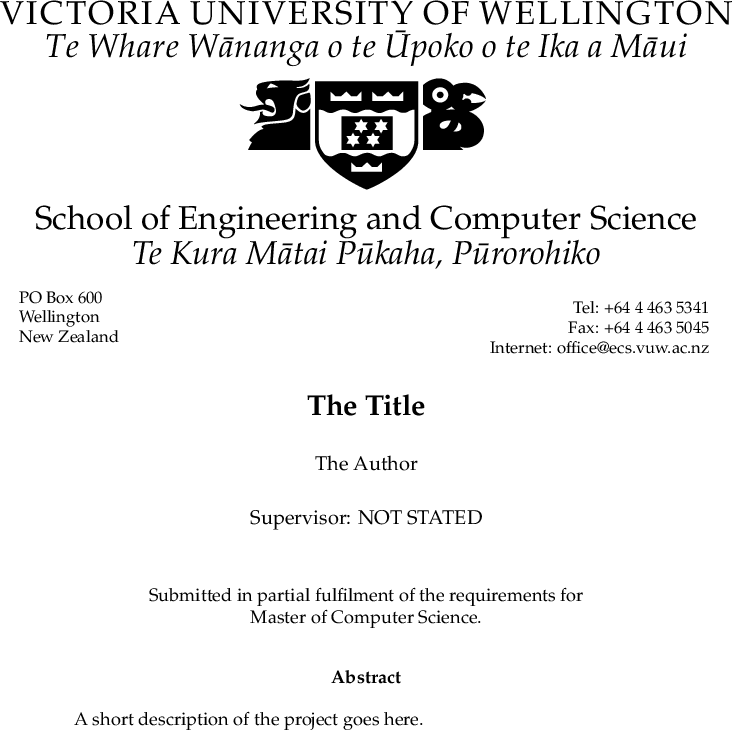 VICTORIA UNIVERSITY OF WELLINGTON
Te Whare Wānanga o te Ūpoko o te Ika a Māui
School of Engineering and Computer Science
Te Kura Mātai Pūkaha, Pūrorohiko
PO Box 600
Wellington
New Zealand
Tel: +64 4 463 5341
Fax: +64 4 463 5045
Internet: office@ecs.vuw.ac.nz
The Title
The Author
Supervisor: NOT STATED
Submitted in partial fulfilment of the requirements for
Master of Computer Science.
Abstract
A short description of the project goes here.